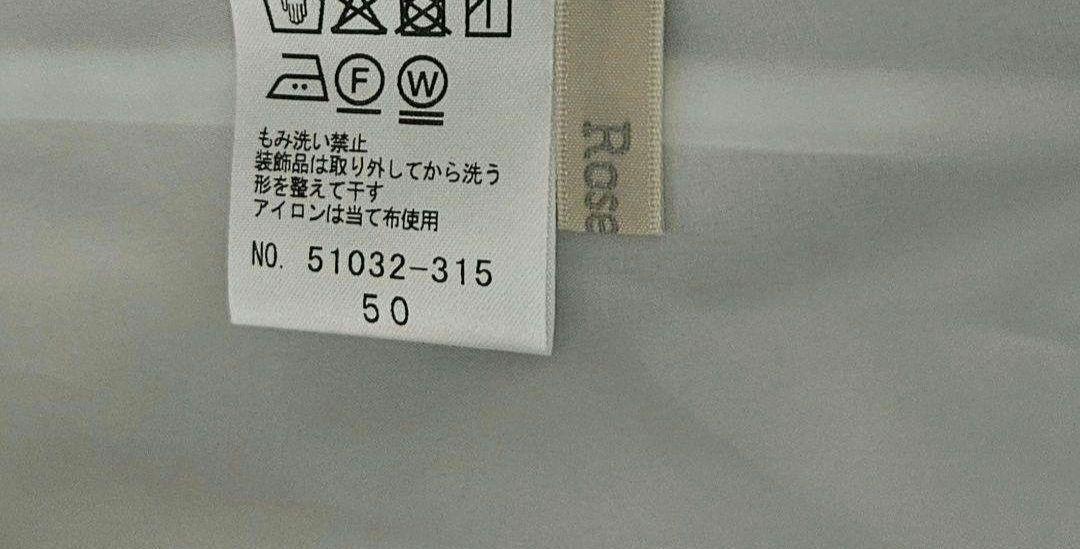 F W
もみ洗い禁止
装飾品は取り外してから洗う
形を整えて干す
アイロンは当て布使用
NO. 51032-315
50
Rose